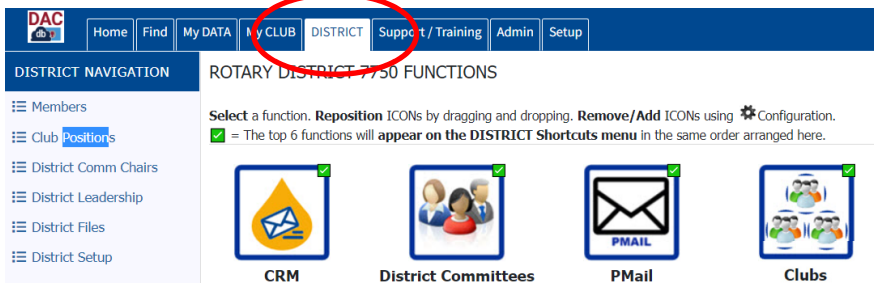 DAC
db
Home Find My DATA My CLUB DISTRICT Support / Training Admin Setup
DISTRICT NAVIGATION
Members
Club Positions
District Comm Chairs
District Leadership
District Files
District Setup
ROTARY DISTRICT 7750 FUNCTIONS
Select a function. Reposition ICONs by dragging and dropping. Remove/Add ICONs using Configuration.
= The top 6 functions will appear on the DISTRICT Shortcuts menu in the same order arranged here.
PMAIL
CRM District Committees PMail Clubs